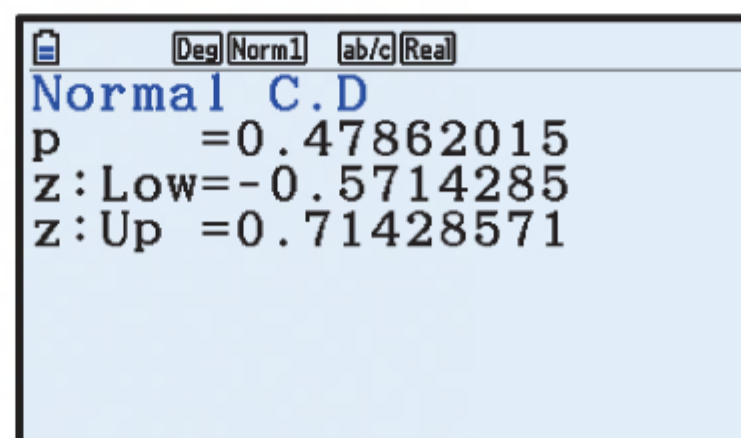 Deg Norm1 ab/c Real
Normal C.D
p =0.47862015
z:Low=-0.5714285
z:Up =0.71428571